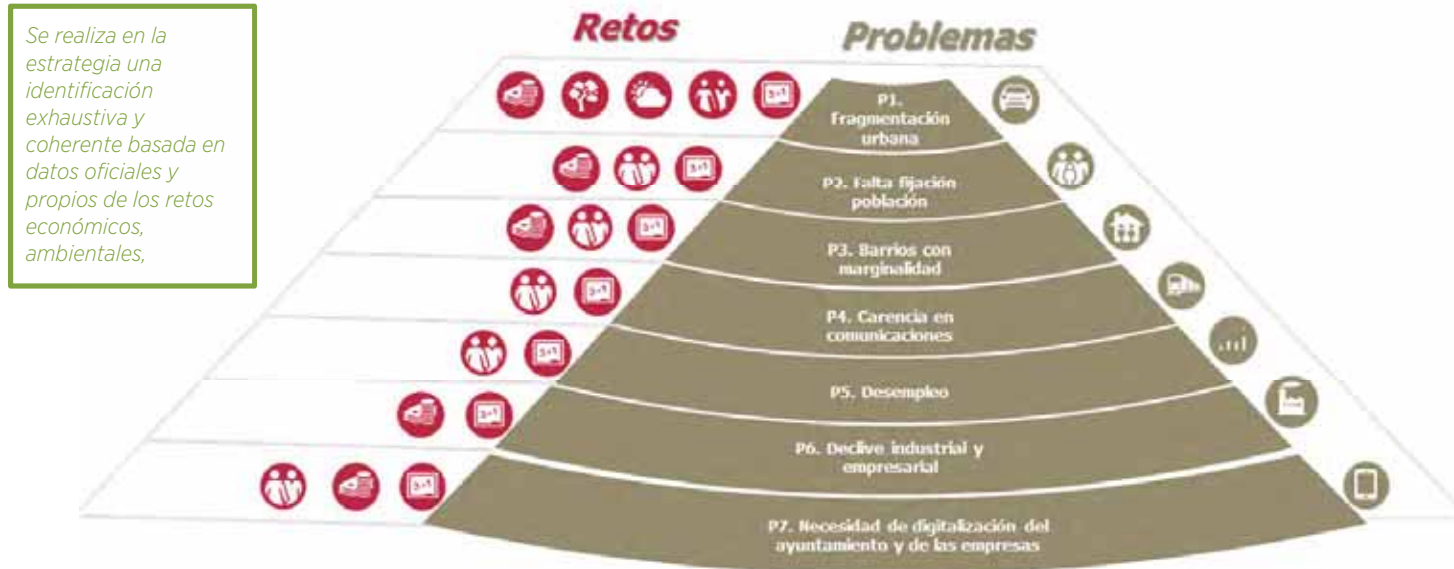 Se realiza en la
estrategia una
identificación
exhaustiva y
coherente basada en
datos oficiales y
propios de los retos
económicos,
ambientales,
Retos
Problemas
P1.
Fragmentación
urbana
P2. Falta fijación
población
P3. Barrios con
marginalidad
P4. Carencia en
comunicaciones
P5. Desempleo
P6. Declive industrial y
empresarial
P7. Necesidad de digitalización del
ayuntamiento y de las empresas